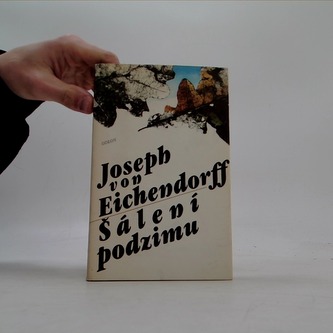 Joseph
von
Eichendorff
Šálení
podzimu